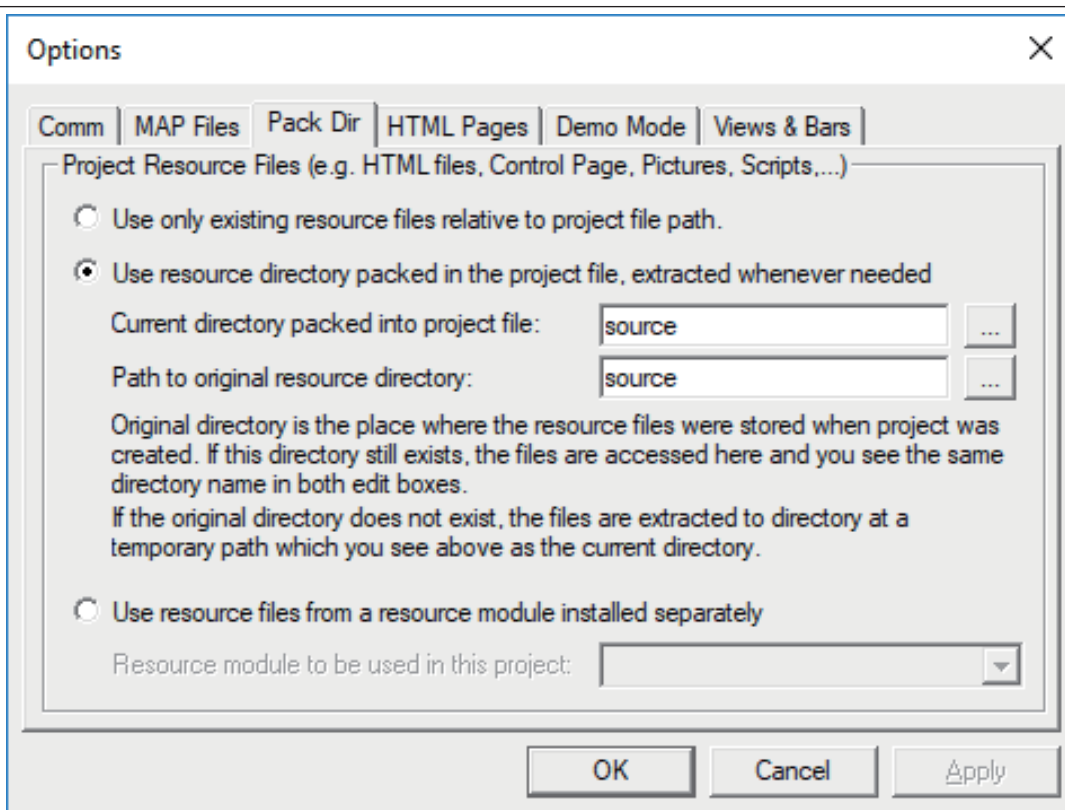 Options
Comm MAP Files Pack Dir HTML Pages Demo Mode Views & Bars
Project Resource Files (e.g. HTML files, Control Page, Pictures, Scripts,...)
Use only existing resource files relative to project file path.
Use resource directory packed in the project file, extracted whenever needed
Current directory packed into project file: source ...
Path to original resource directory: source ...
Original directory is the place where the resource files were stored when project was
created. If this directory still exists, the files are accessed here and you see the same
directory name in both edit boxes.
If the original directory does not exist, the files are extracted to directory at a
temporary path which you see above as the current directory.
Use resource files from a resource module installed separately
Resource module to be used in this project:
OK Cancel Apply